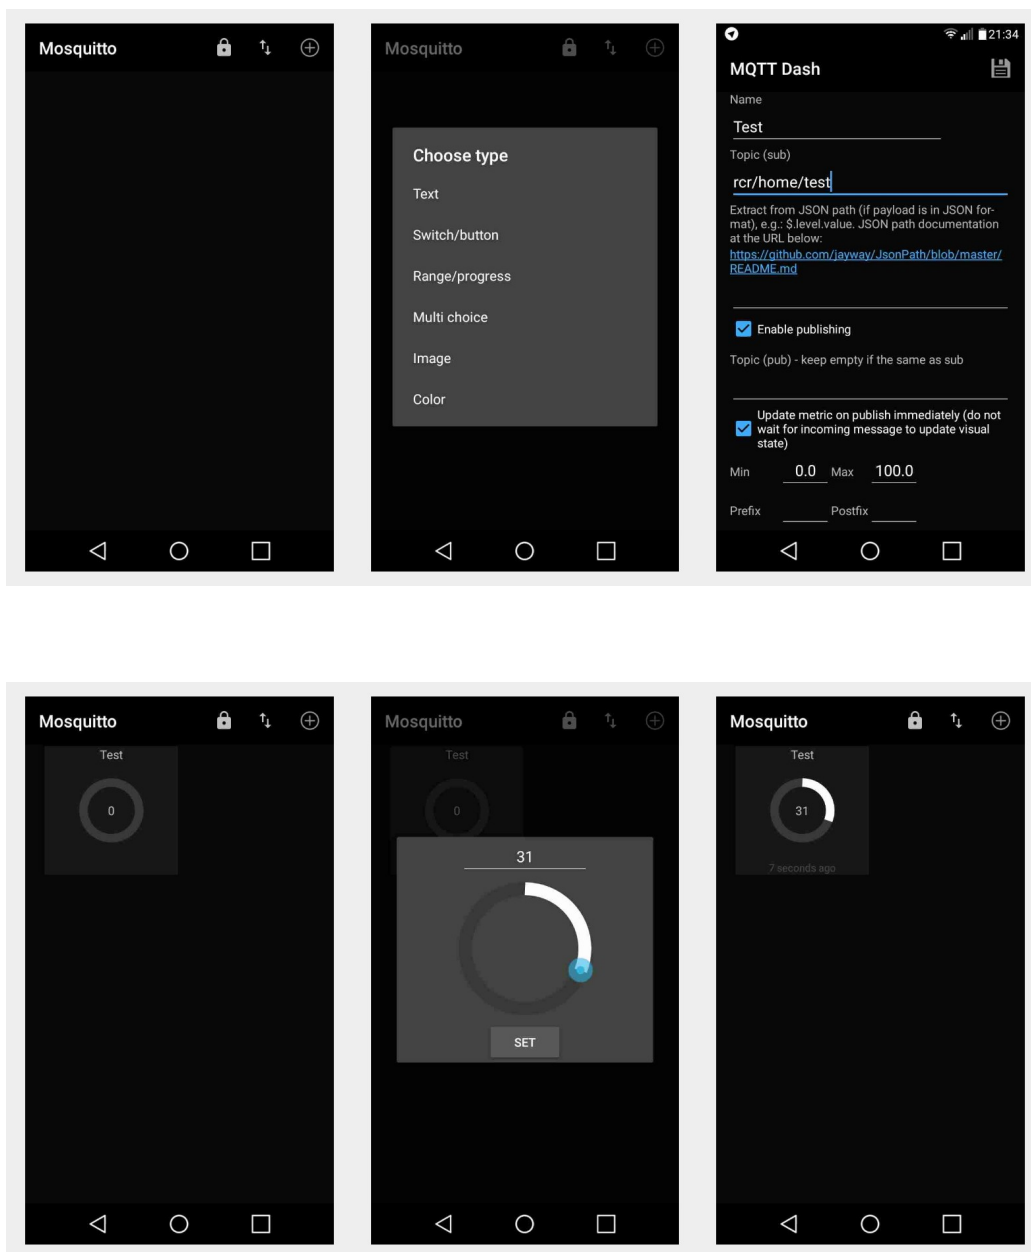 Mosquitto
Mosquitto
Choose type
Text
Switch/button
Range/progress
Multi choice
Image
Color
21:34
MQTT Dash
Name
Test
Topic (sub)
rcr/home/test
Extract from JSON path (if payload is in JSON for-
mat), e.g.: $.level.value. JSON path documentation
at the URL below:
https://github.com/jayway/JsonPath/blob/master/
README.md
Enable publishing
Topic (pub) - keep empty if the same as sub
Update metric on publish immediately (do not
wait for incoming message to update visual
state)
Min 0.0 Max 100.0
Prefix Postfix
Mosquitto
Test
0
Mosquitto
Test
0
31
SET
Mosquitto
Test
31
7 seconds ago